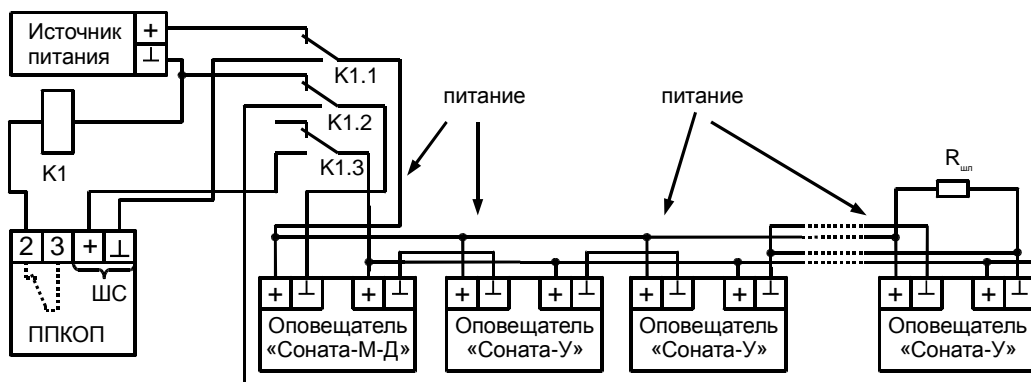 Источник
питания
+
⊥
K1.1
K1.2
K1.3
K1
питание
питание
Rшл
2 3 + ⊥
ШС
ППКОП
+ ⊥ + ⊥
Оповещатель
«Соната-М-Д»
+ ⊥ + ⊥
Оповещатель
«Соната-У»
+ ⊥ + ⊥
Оповещатель
«Соната-У»
+ ⊥ + ⊥
Оповещатель
«Соната-У»